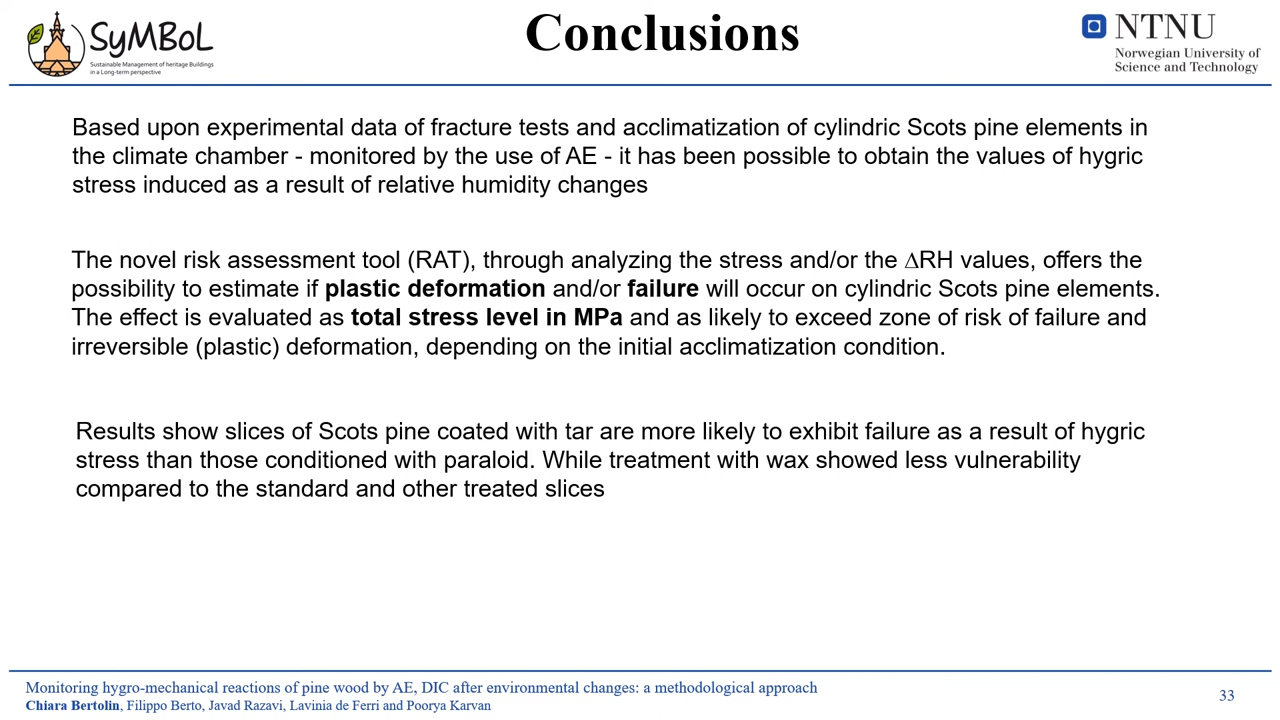 SyMBoL
Sustainable Management of heritage Buildings
in a Long-term perspective
Conclusions
NTNU
Norwegian University of
Science and Technology
Based upon experimental data of fracture tests and acclimatization of cylindric Scots pine elements in
the climate chamber - monitored by the use of AE - it has been possible to obtain the values of hygric
stress induced as a result of relative humidity changes
The novel risk assessment tool (RAT), through analyzing the stress and/or the ∆RH values, offers the
possibility to estimate if plastic deformation and/or failure will occur on cylindric Scots pine elements.
The effect is evaluated as total stress level in MPa and as likely to exceed zone of risk of failure and
irreversible (plastic) deformation, depending on the initial acclimatization condition.
Results show slices of Scots pine coated with tar are more likely to exhibit failure as a result of hygric
stress than those conditioned with paraloid. While treatment with wax showed less vulnerability
compared to the standard and other treated slices
Monitoring hygro-mechanical reactions of pine wood by AE, DIC after environmental changes: a methodological approach
Chiara Bertolin, Filippo Berto, Javad Razavi, Lavinia de Ferri and Poorya Karvan
33